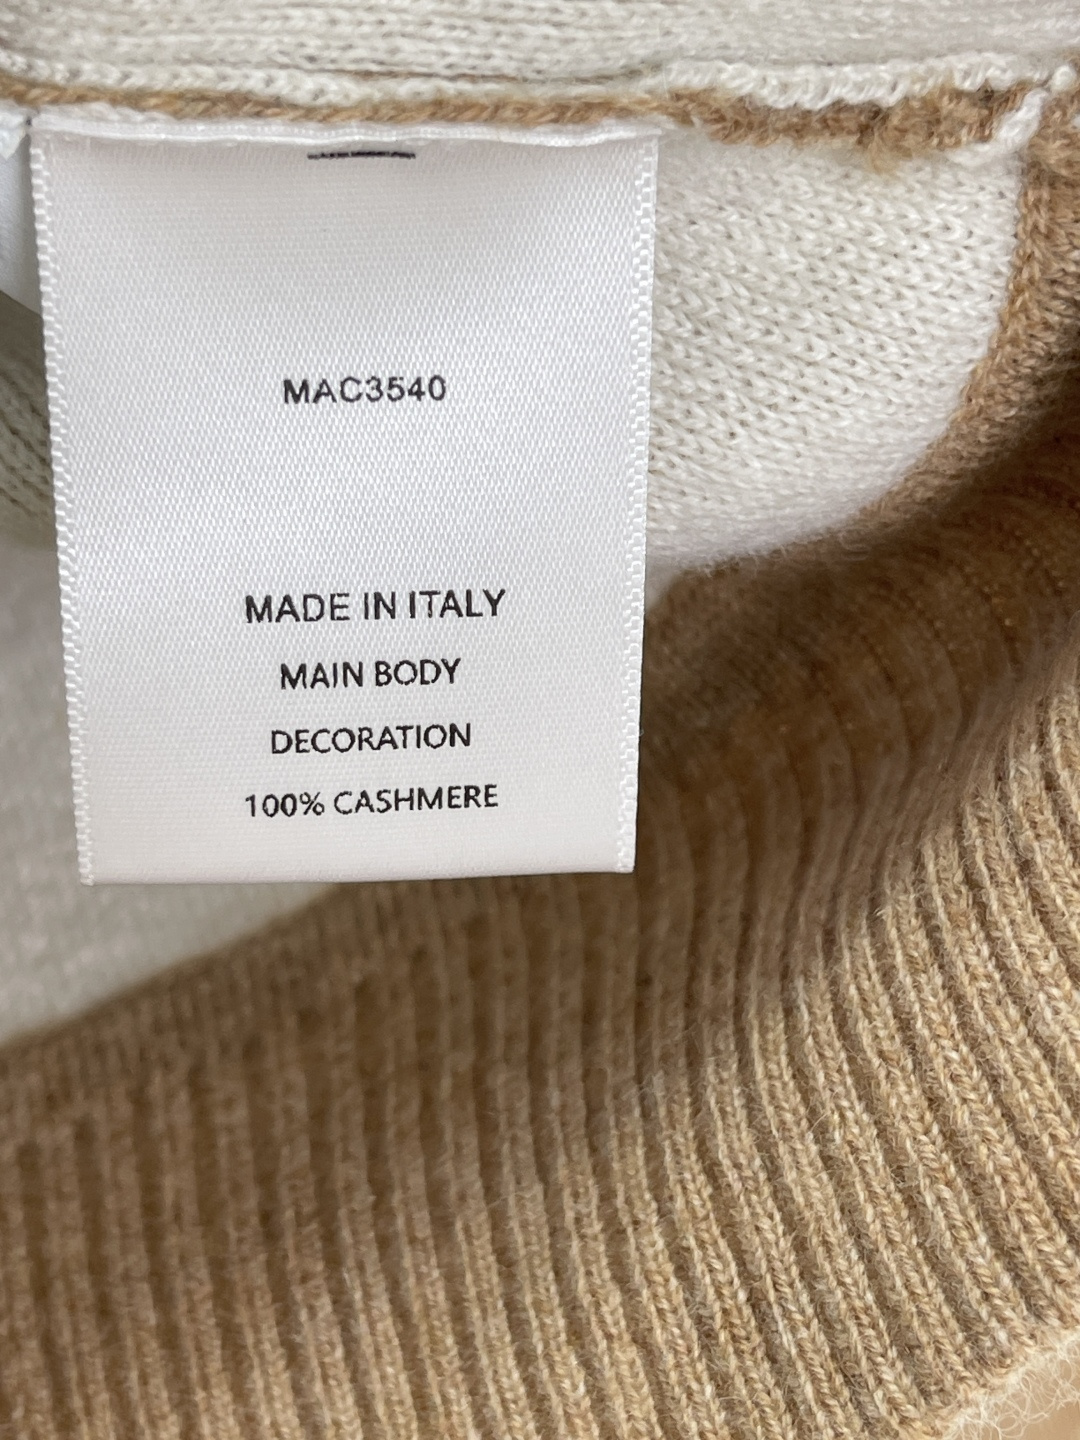 MAC3540
MADE IN ITALY
MAIN BODY
DECORATION
100% CASHMERE